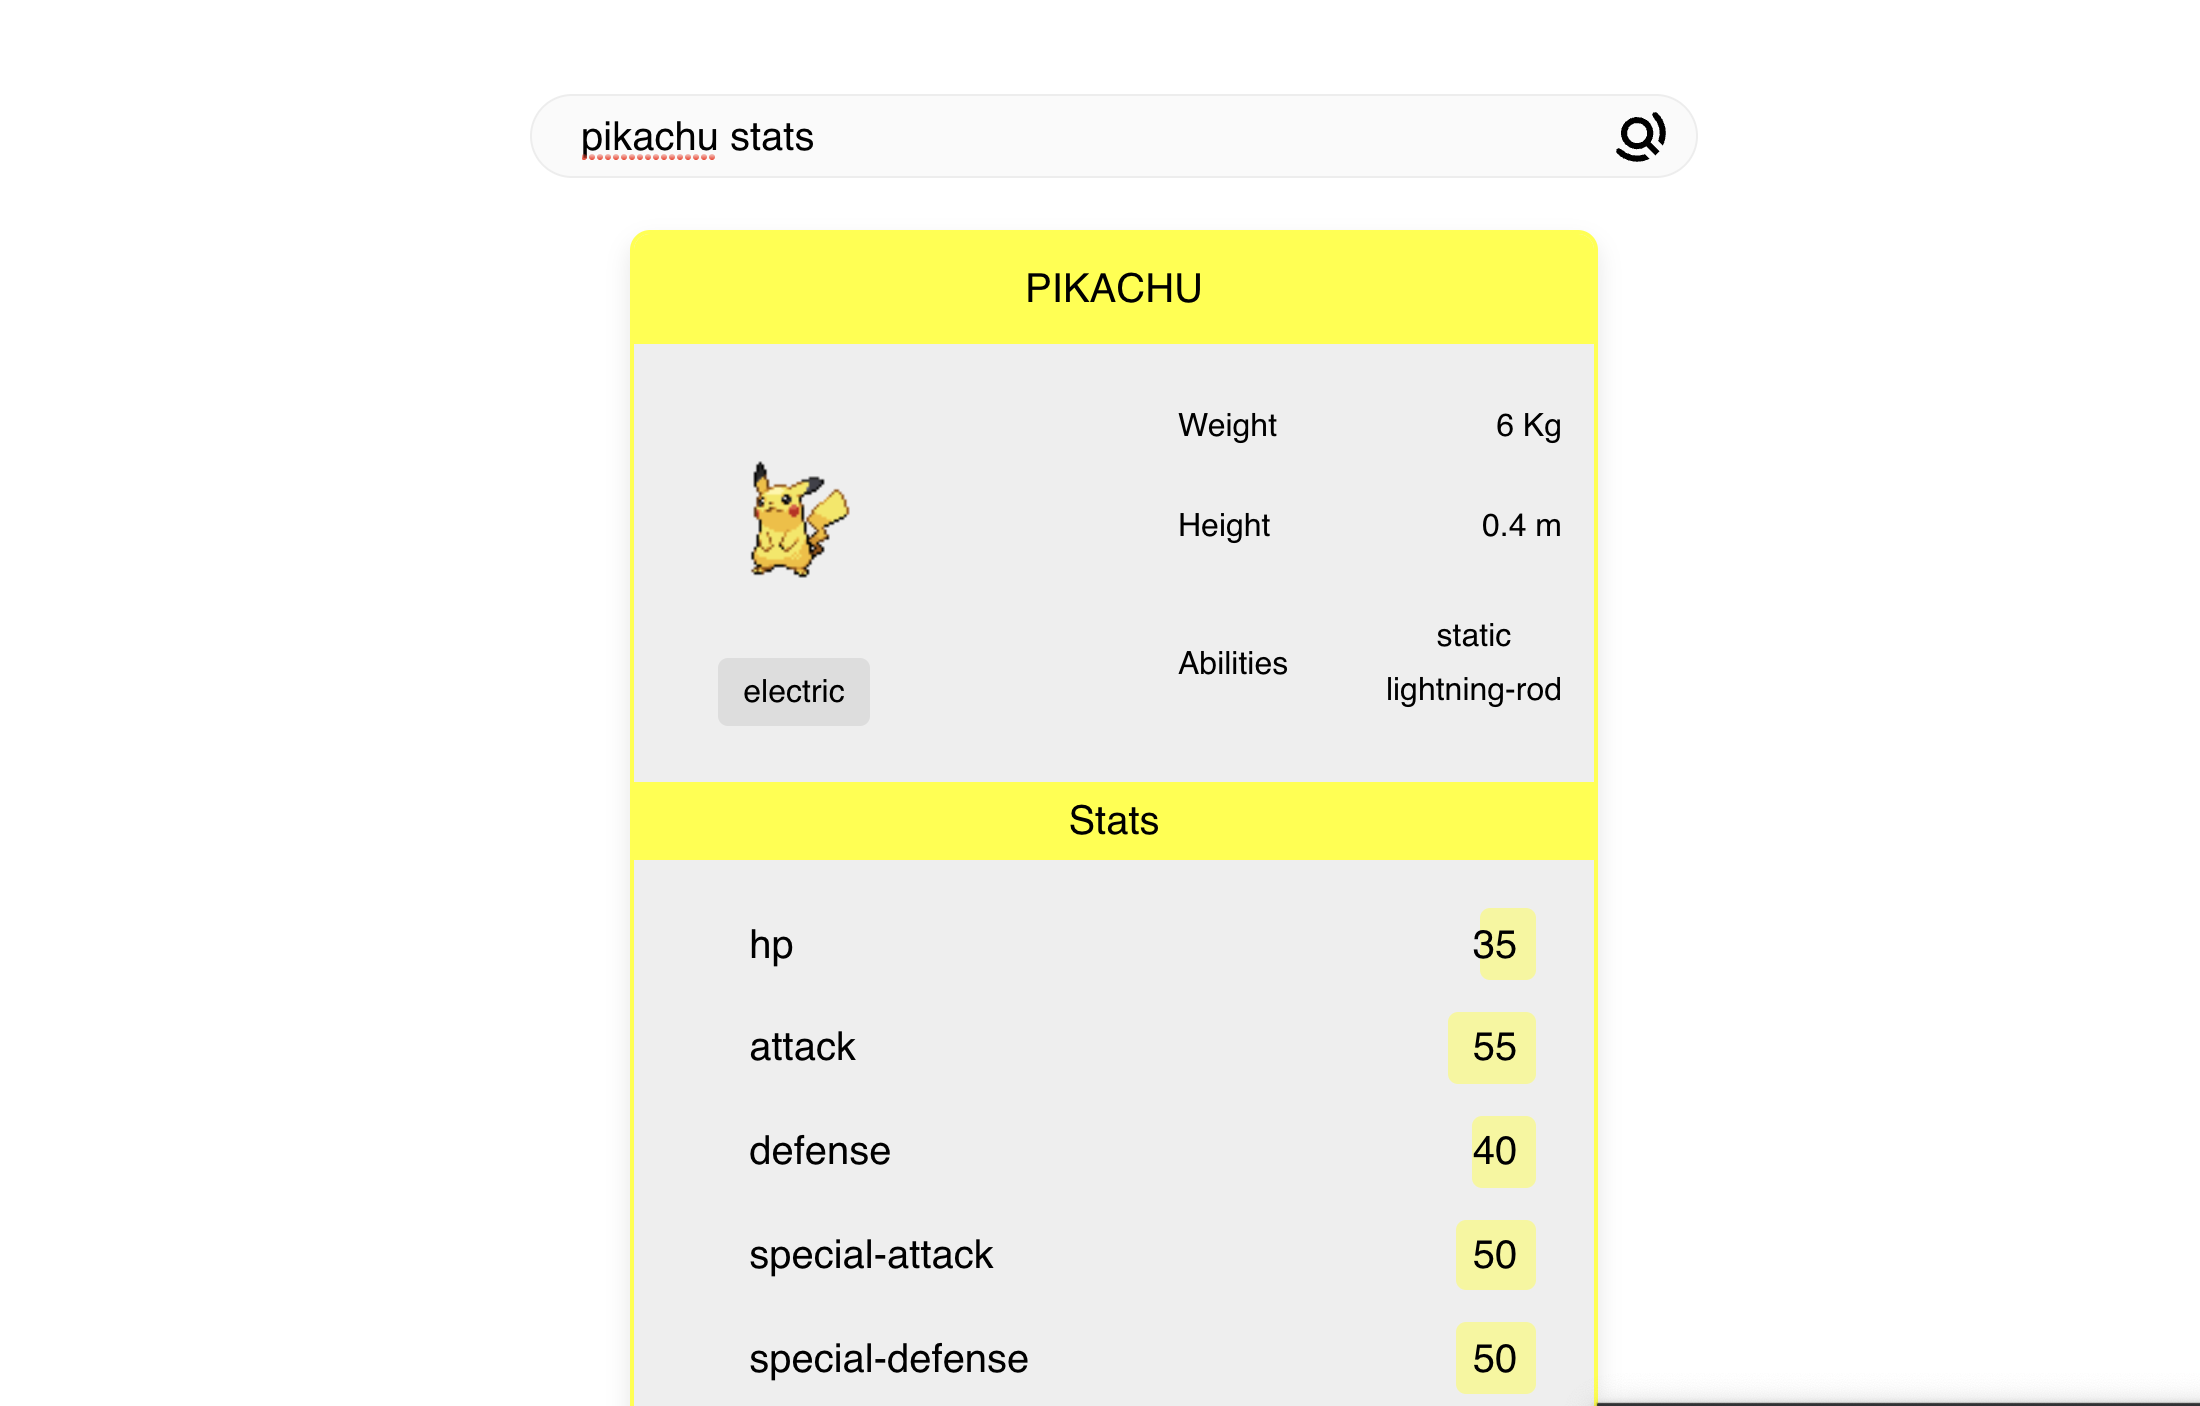 pikachu stats
PIKACHU
Weight 6 Kg
Height 0.4 m
Abilities static
lightning-rod
electric
Stats
hp 35
attack 55
defense 40
special-attack 50
special-defense 50